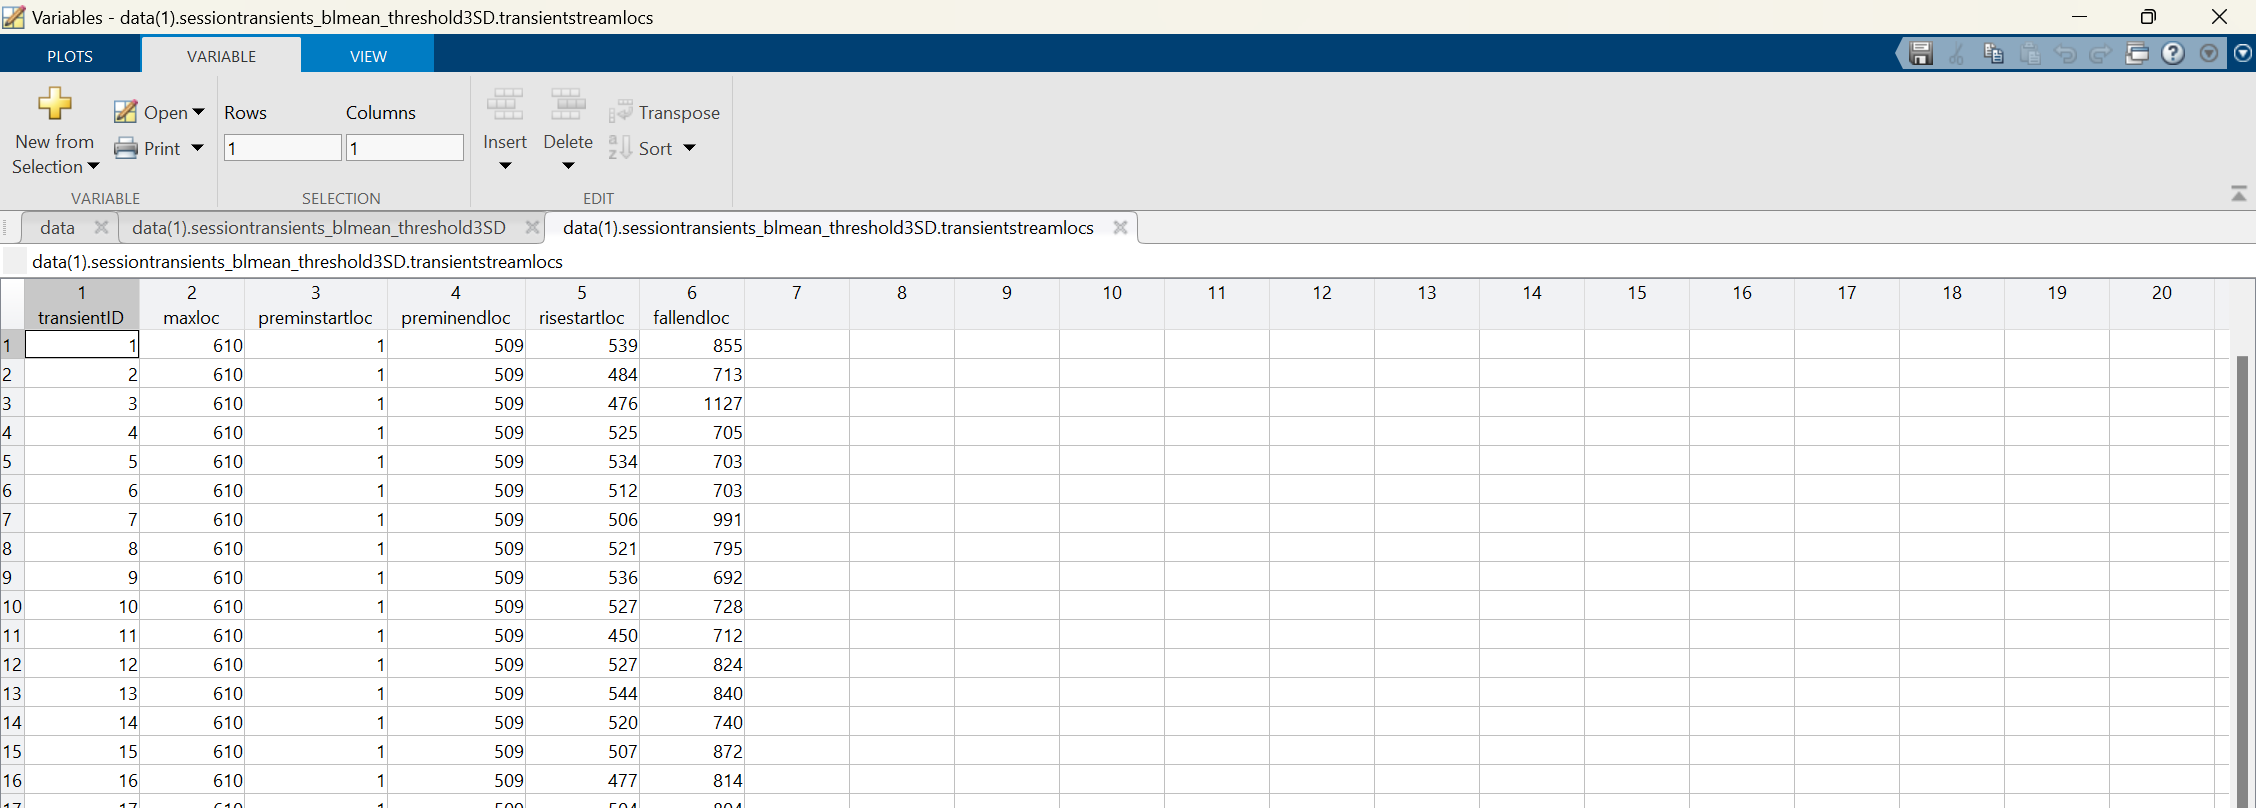 Variables - data(1).sessiontransients_blmean_threshold3SD.transientstreamlocs
PLOTS VARIABLE VIEW
New from Selection Open Print Rows Columns Insert Delete Transpose Sort
1 1
VARIABLE SELECTION EDIT
data data(1).sessiontransients_blmean_threshold3SD data(1).sessiontransients_blmean_threshold3SD.transientstreamlocs
data(1).sessiontransients_blmean_threshold3SD.transientstreamlocs
1 2 3 4 5 6 7 8 9 10 11 12 13 14 15 16 17 18 19 20
transientID maxloc preminstartloc preminendloc risestartloc fallendloc
1 1 610 1 509 539 855
2 2 610 1 509 484 713
3 3 610 1 509 476 1127
4 4 610 1 509 525 705
5 5 610 1 509 534 703
6 6 610 1 509 512 703
7 7 610 1 509 506 991
8 8 610 1 509 521 795
9 9 610 1 509 536 692
10 10 610 1 509 527 728
11 11 610 1 509 450 712
12 12 610 1 509 527 824
13 13 610 1 509 544 840
14 14 610 1 509 520 740
15 15 610 1 509 507 872
16 16 610 1 509 477 814